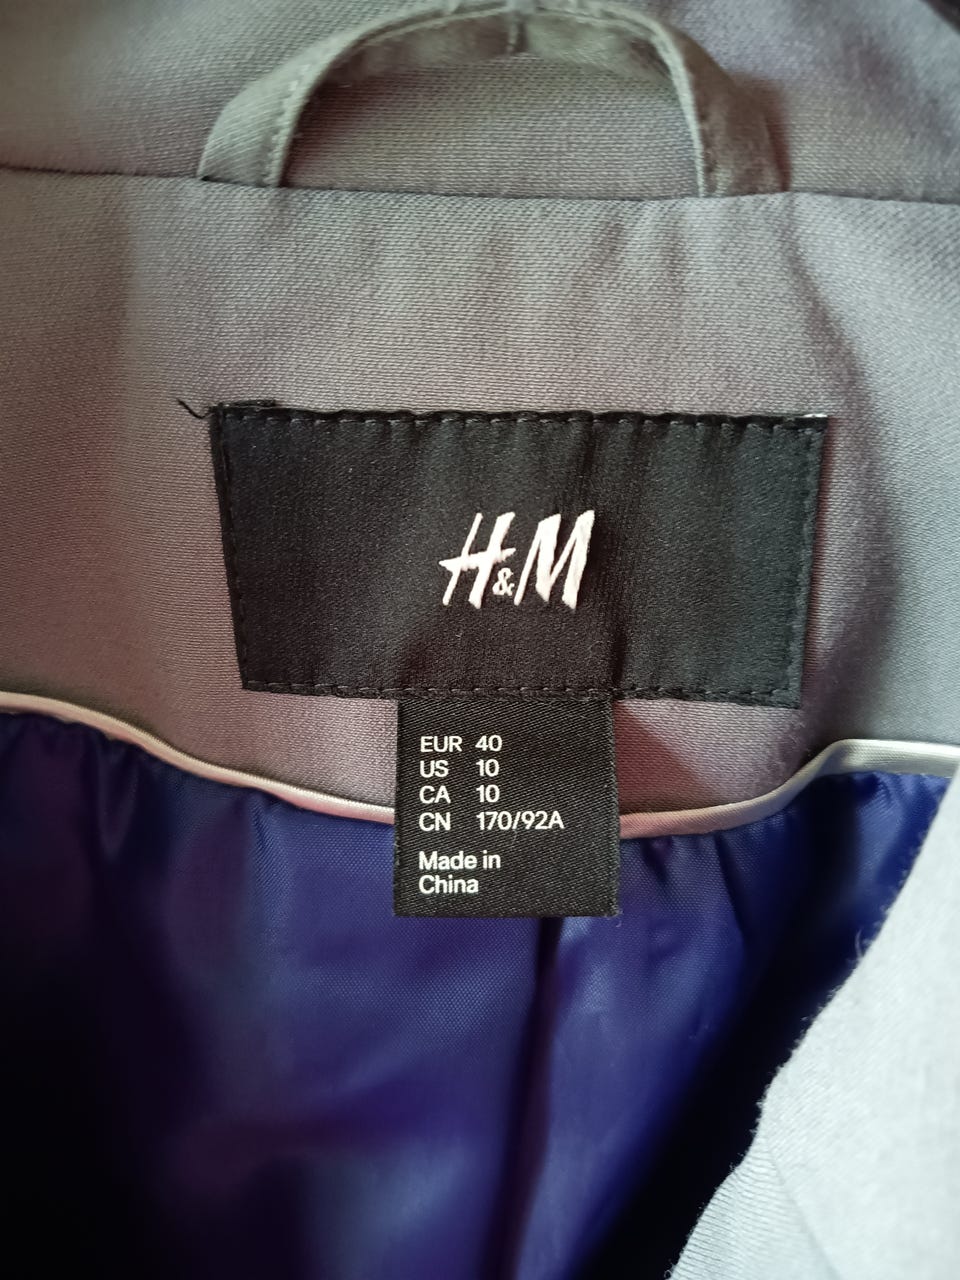 H&M
EUR 40
US 10
CA 10
CN 170/92A
Made in
China